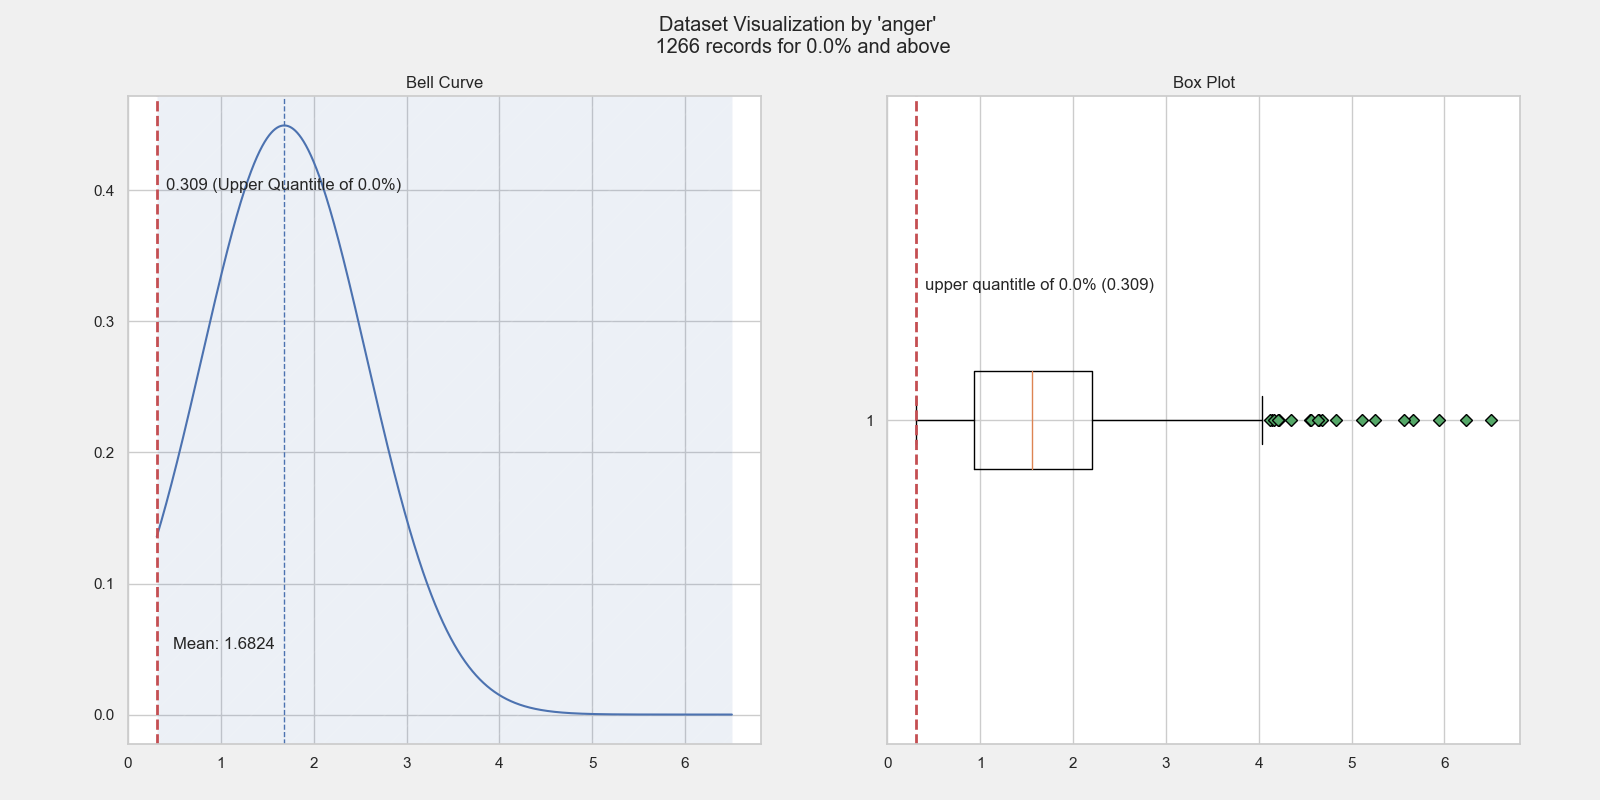 Dataset Visualization by 'anger'
1266 records for 0.0% and above
Bell Curve
0.4
0.3
0.2
0.1
0.0
0.309 (Upper Quantitle of 0.0%)
Mean: 1.6824
0 1 2 3 4 5 6
Box Plot
upper quantitle of 0.0% (0.309)
1
0 1 2 3 4 5 6